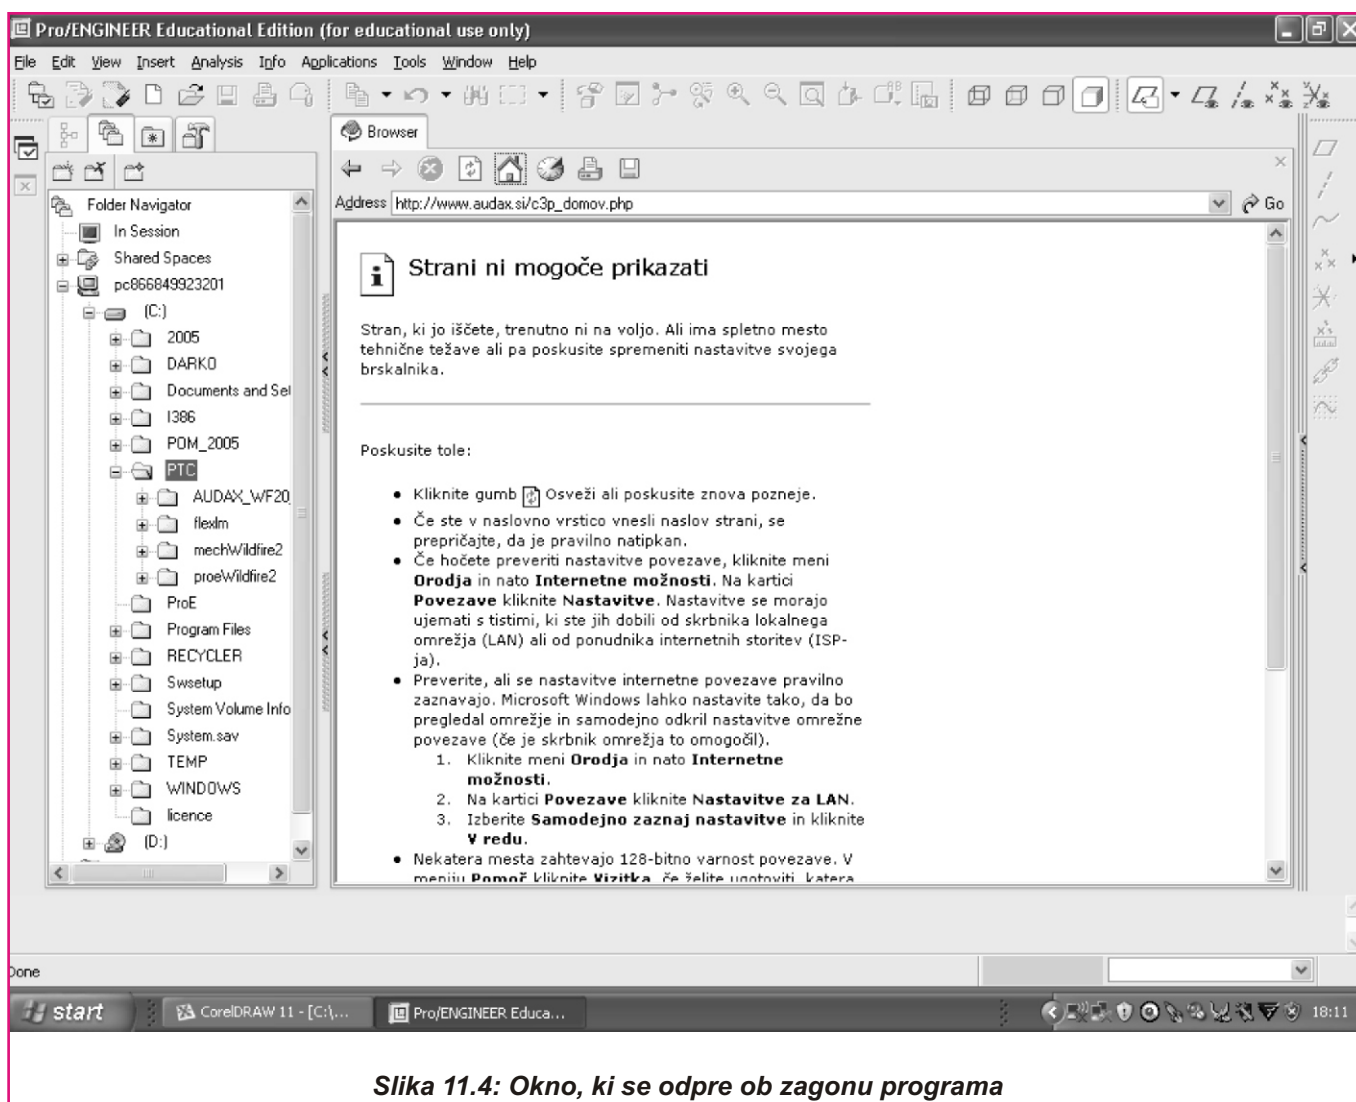 Pro/ENGINEER Educational Edition (for educational use only)
File Edit View Insert Analysis Info Applications Tools Window Help
Browser
Address http://www.audax.si/c3p_domov.php Go
Folder Navigator
In Session
Shared Spaces
pc866849923201
(C:)
2005
DARKO
Documents and Set
I386
POM_2005
PTC
AUDAX_WF20_
flexlm
mechWildfire2
proeWildfire2
ProE
Program Files
RECYCLER
Swsetup
System Volume Info
System.sav
TEMP
WINDOWS
licence
(D:)
Strani ni mogoče prikazati
Stran, ki jo iščete, trenutno ni na voljo. Ali ima spletno mesto
tehnične težave ali pa poskusite spremeniti nastavitve svojega
brskalnika.
Poskusite tole:
Kliknite gumb Osveži ali poskusite znova pozneje.
Če ste v naslovno vrstico vnesli naslov strani, se
prepričajte, da je pravilno natipkan.
Če hočete preveriti nastavitve povezave, kliknite meni
Orodja in nato Internetne možnosti. Na kartici
Povezave kliknite Nastavitve. Nastavitve se morajo
ujemati s tistimi, ki ste jih dobili od skrbnika lokalnega
omrežja (LAN) ali od ponudnika internetnih storitev (ISP-
ja).
Preverite, ali se nastavitve internetne povezave pravilno
zaznavajo. Microsoft Windows lahko nastavite tako, da bo
pregledal omrežje in samodejno odkril nastavitve omrežne
povezave (če je skrbnik omrežja to omogočil).
1. Kliknite meni Orodja in nato Internetne
možnosti.
2. Na kartici Povezave kliknite Nastavitve za LAN.
3. Izberite Samodejno zaznaj nastavitve in kliknite
V redu.
Nekatera mesta zahtevajo 128-bitno varnost povezave. V
meniju Pomoč kliknite Vizitka, če želite ugotoviti, katera
Done
start CorelDRAW 11 - [C:\... Pro/ENGINEER Educa... 18:11
Slika 11.4: Okno, ki se odpre ob zagonu programa